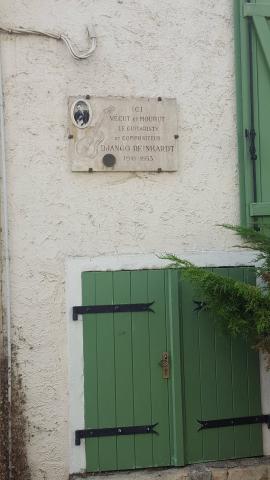 ICI
VÉCUT ET MOURUT
LE GUITARISTE
ET COMPOSITEUR
DJANGO REINHARDT
1910-1953